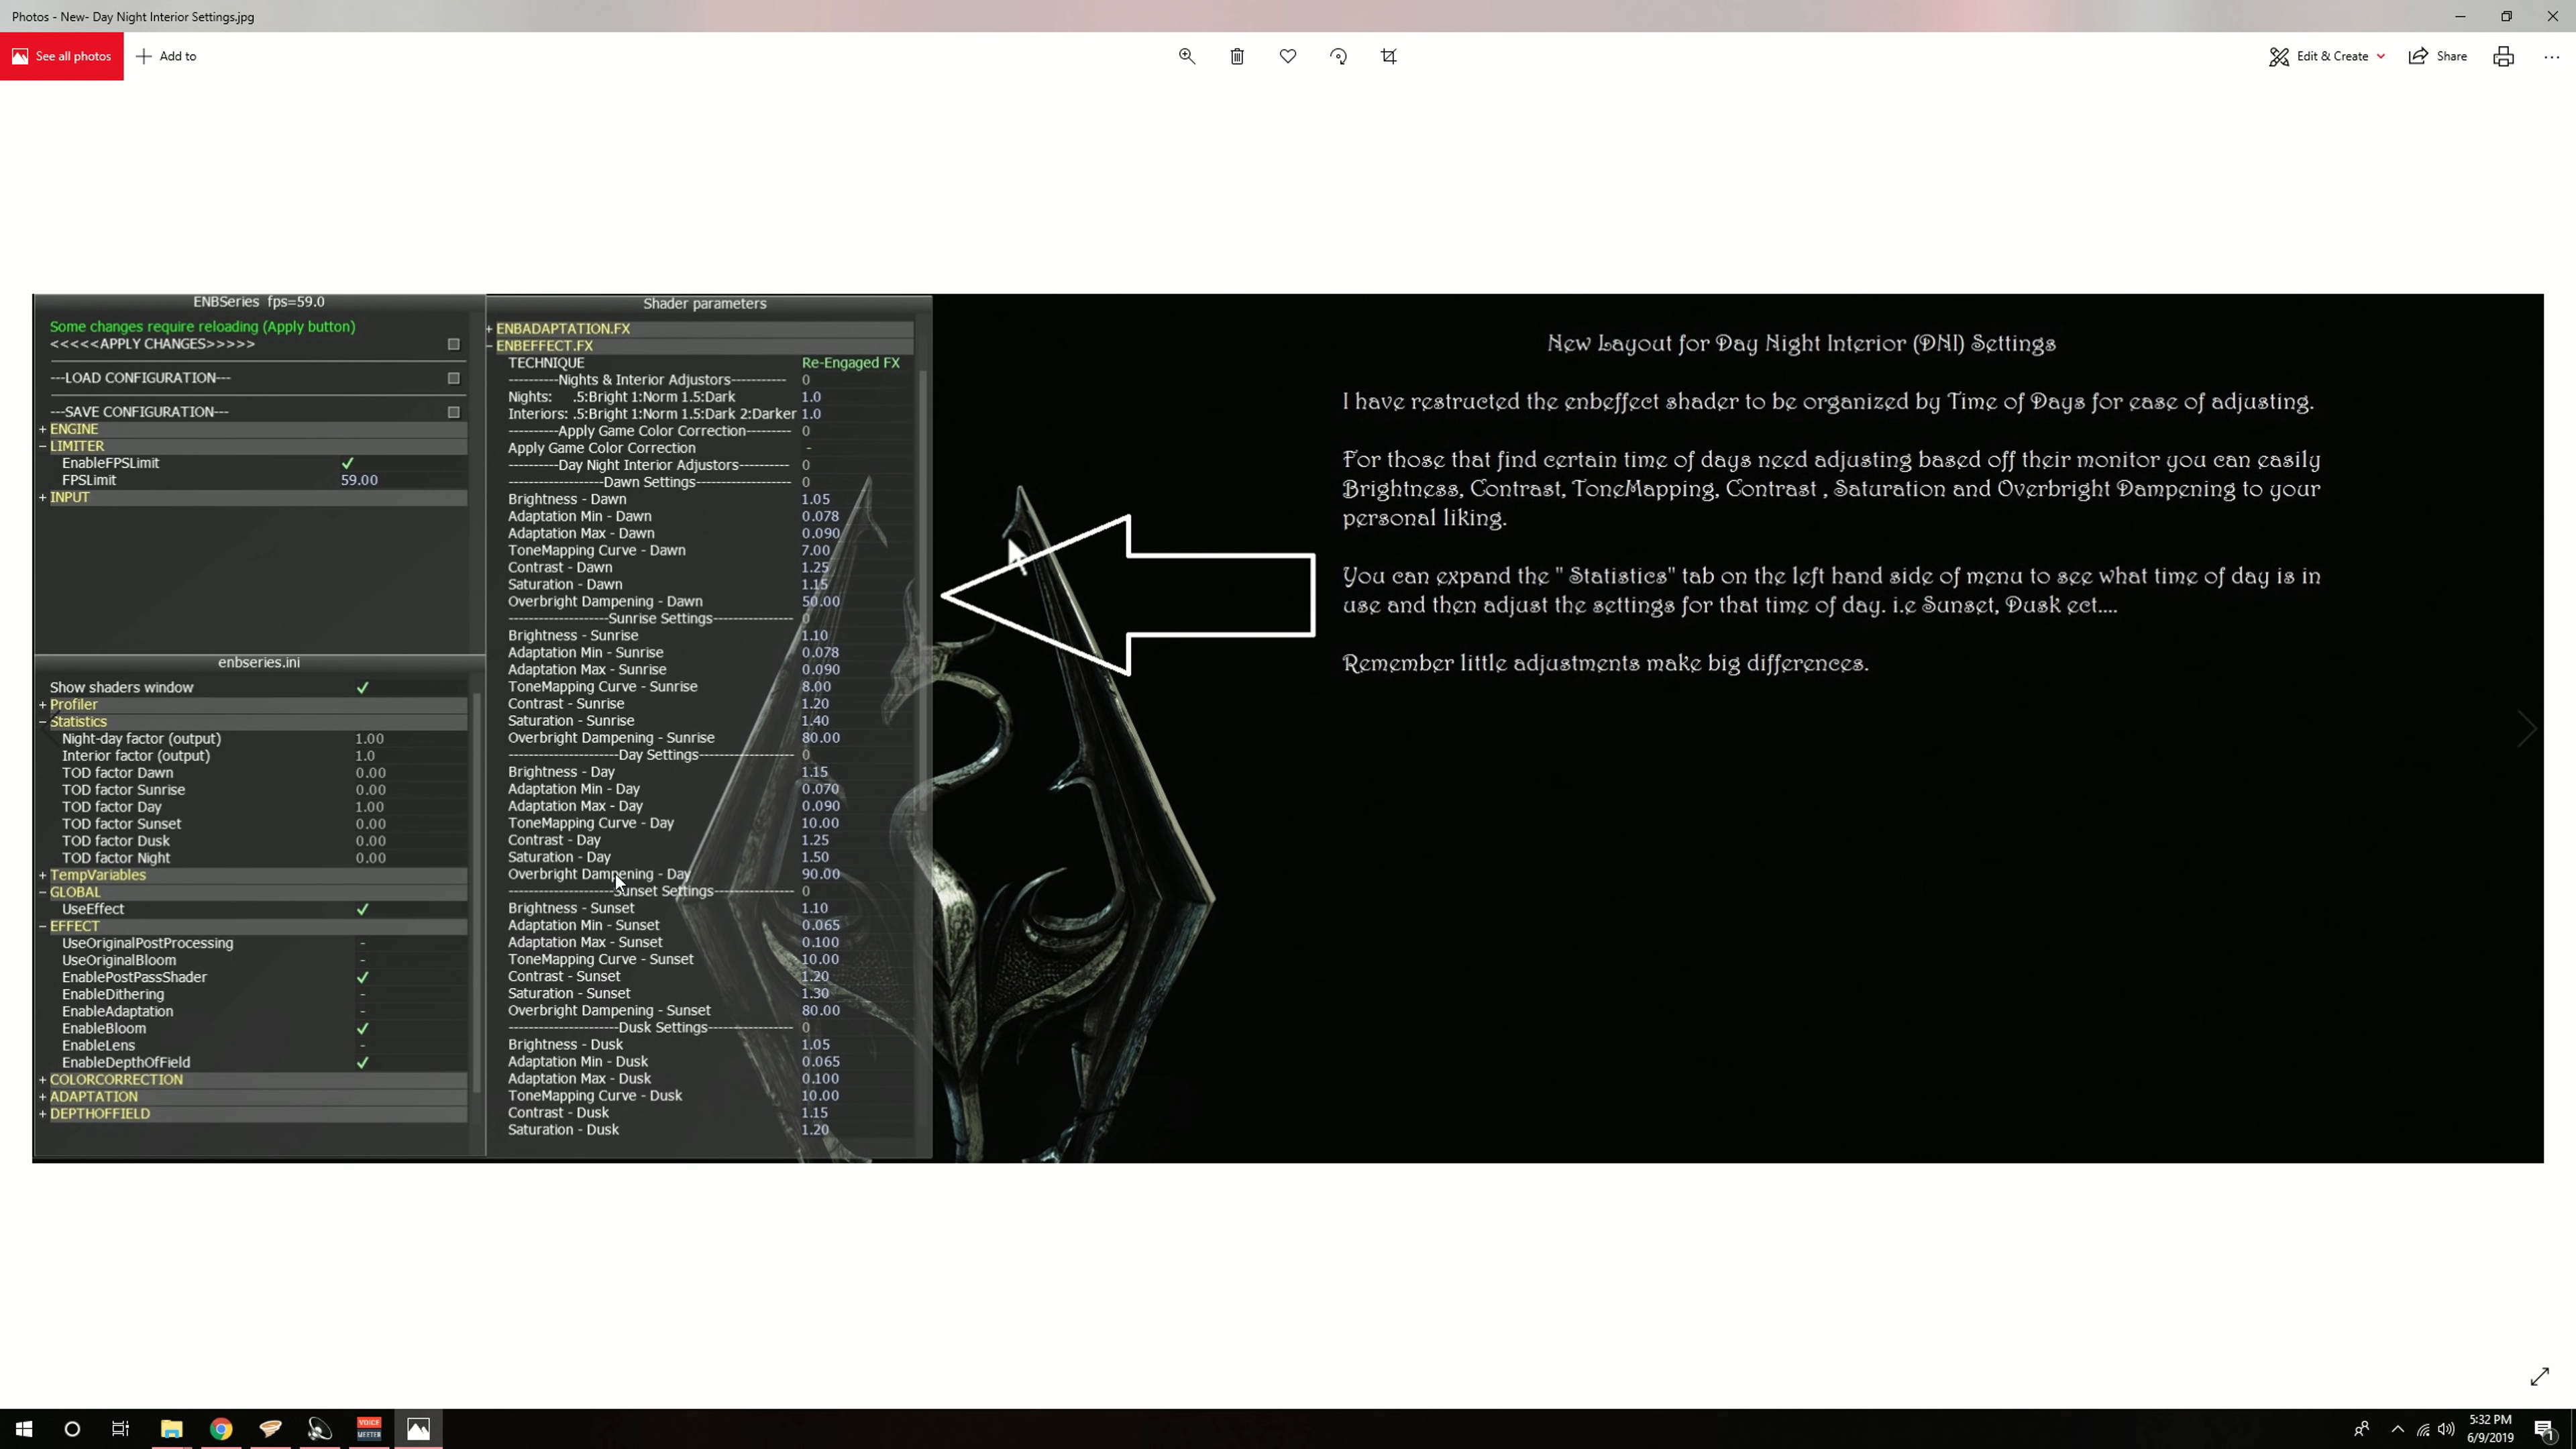 Photos - New- Day Night Interior Settings.jpg
See all photos
Add to
Edit & Create
Share
ENBSeries fps=59.0
Some changes require reloading (Apply button)
<<<<<APPLY CHANGES>>>>>
---LOAD CONFIGURATION---
---SAVE CONFIGURATION---
+ ENGINE
- LIMITER
EnableFPSLimit ✓
FPSLimit 59.00
+ INPUT
enbseries.ini
Show shaders window ✓
+ Profiler
- Statistics
Night-day factor (output) 1.00
Interior factor (output) 1.0
TOD factor Dawn 0.00
TOD factor Sunrise 0.00
TOD factor Day 1.00
TOD factor Sunset 0.00
TOD factor Dusk 0.00
TOD factor Night 0.00
+ TempVariables
- GLOBAL
UseEffect ✓
- EFFECT
UseOriginalPostProcessing -
UseOriginalBloom -
EnablePostPassShader ✓
EnableDithering -
EnableAdaptation -
EnableBloom ✓
EnableLens -
EnableDepthOfField ✓
+ COLORCORRECTION
+ ADAPTATION
+ DEPTHOFFIELD
Shader parameters
+ ENBADAPTATION.FX
- ENBEFFECT.FX
TECHNIQUE Re-Engaged FX
----------Nights & Interior Adjustors----------- 0
Nights: .5:Bright 1:Norm 1.5:Dark 1.0
Interiors: .5:Bright 1:Norm 1.5:Dark 2:Darker 1.0
----------Apply Game Color Correction--------- 0
Apply Game Color Correction -
----------Day Night Interior Adjustors---------- 0
-------------------Dawn Settings------------------- 0
Brightness - Dawn 1.05
Adaptation Min - Dawn 0.078
Adaptation Max - Dawn 0.090
ToneMapping Curve - Dawn 7.00
Contrast - Dawn 1.25
Saturation - Dawn 1.15
Overbright Dampening - Dawn 50.00
--------------------Sunrise Settings---------------- 0
Brightness - Sunrise 1.10
Adaptation Min - Sunrise 0.078
Adaptation Max - Sunrise 0.090
ToneMapping Curve - Sunrise 8.00
Contrast - Sunrise 1.20
Saturation - Sunrise 1.40
Overbright Dampening - Sunrise 80.00
----------------------Day Settings------------------- 0
Brightness - Day 1.15
Adaptation Min - Day 0.070
Adaptation Max - Day 0.090
ToneMapping Curve - Day 10.00
Contrast - Day 1.25
Saturation - Day 1.50
Overbright Dampening - Day 90.00
---------------------Sunset Settings---------------- 0
Brightness - Sunset 1.10
Adaptation Min - Sunset 0.065
Adaptation Max - Sunset 0.100
ToneMapping Curve - Sunset 10.00
Contrast - Sunset 1.20
Saturation - Sunset 1.30
Overbright Dampening - Sunset 80.00
----------------------Dusk Settings----------------- 0
Brightness - Dusk 1.05
Adaptation Min - Dusk 0.065
Adaptation Max - Dusk 0.100
ToneMapping Curve - Dusk 10.00
Contrast - Dusk 1.15
Saturation - Dusk 1.20
New Layout for Day Night Interior (DNI) Settings
I have restructed the enbeffect shader to be organized by Time of Days for ease of adjusting.
For those that find certain time of days need adjusting based off their monitor you can easily
Brightness, Contrast, ToneMapping, Contrast , Saturation and Overbright Dampening to your
personal liking.
You can expand the " Statistics" tab on the left hand side of menu to see what time of day is in
use and then adjust the settings for that time of day. i.e Sunset, Dusk ect....
Remember little adjustments make big differences.
VOICE
MEETER
5:32 PM
6/9/2019
1